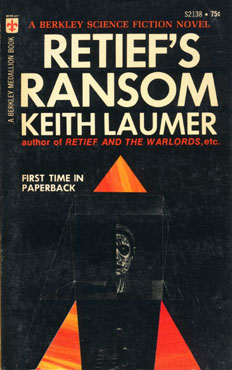 BERKLEY
A BERKLEY MEDALLION BOOK
A BERKLEY SCIENCE FICTION NOVEL
S2138 • 75¢
RETIEF'S
RANSOM
KEITH LAUMER
author of RETIEF AND THE WARLORDS, etc.
FIRST TIME IN
PAPERBACK